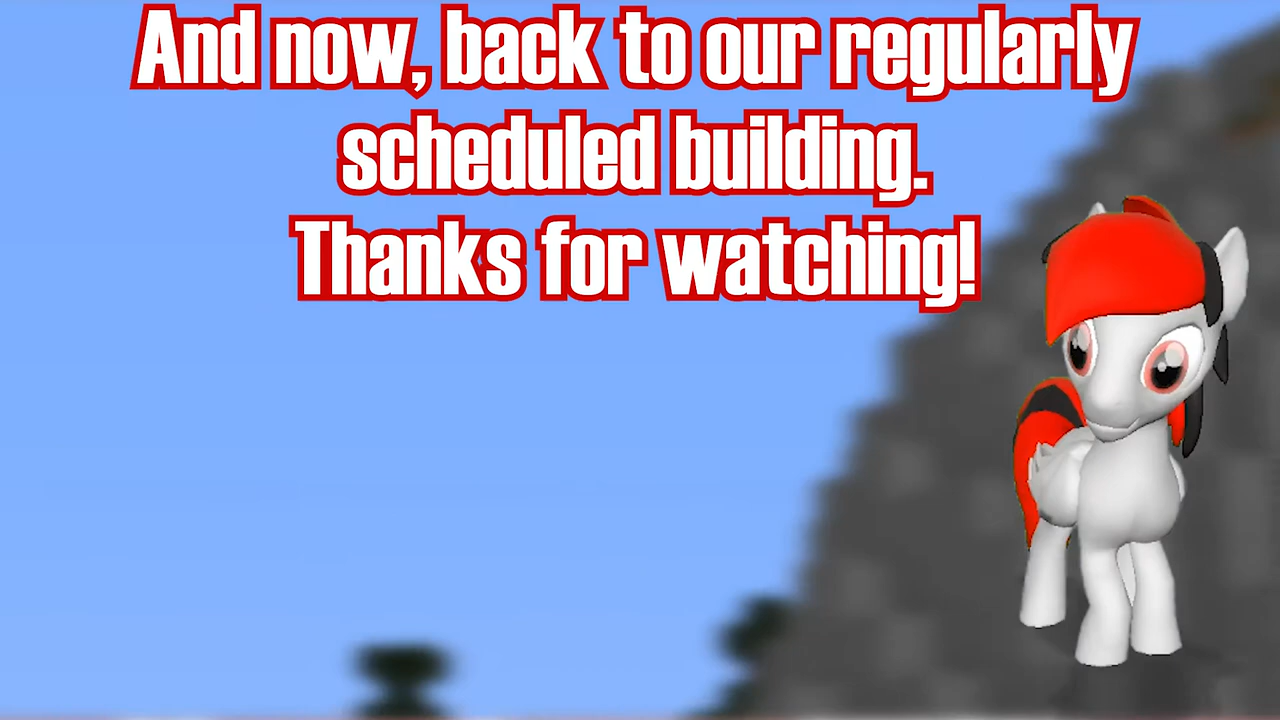 And now, back to our regularly
scheduled building.
Thanks for watching!